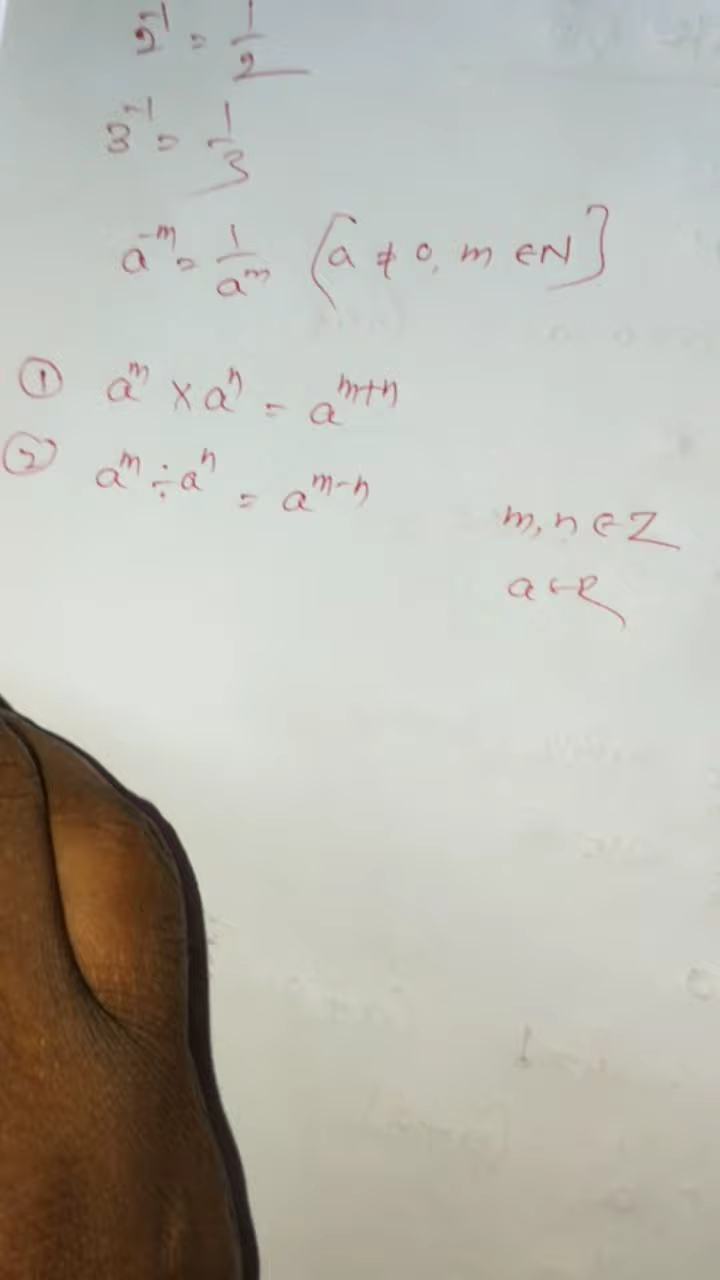 2⁻¹ = 1/2
3⁻¹ = 1/3
a⁻ᵐ = 1/aᵐ (a ≠ 0, m ∈ N]
① aᵐ × aⁿ = aᵐ⁺ⁿ
② aᵐ ÷ aⁿ = aᵐ⁻ⁿ
m, n ∈ Z
a ∈ R